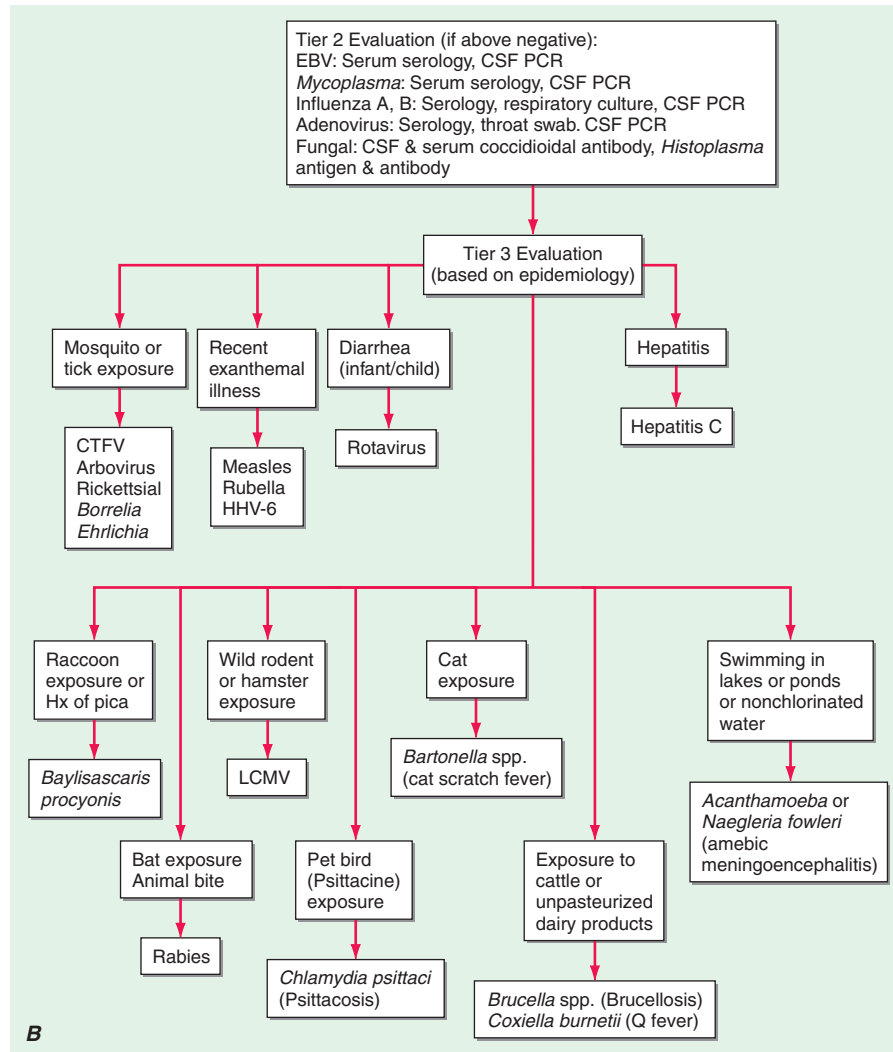 Tier 2 Evaluation (if above negative):
EBV: Serum serology, CSF PCR
Mycoplasma: Serum serology, CSF PCR
Influenza A, B: Serology, respiratory culture, CSF PCR
Adenovirus: Serology, throat swab. CSF PCR
Fungal: CSF & serum coccidioidal antibody, Histoplasma
antigen & antibody
Tier 3 Evaluation
(based on epidemiology)
Mosquito or
tick exposure
Recent
exanthemal
illness
Diarrhea
(infant/child)
Hepatitis
CTFV
Arbovirus
Rickettsial
Borrelia
Ehrlichia
Measles
Rubella
HHV-6
Rotavirus
Hepatitis C
Raccoon
exposure or
Hx of pica
Wild rodent
or hamster
exposure
Cat
exposure
Swimming in
lakes or ponds
or nonchlorinated
water
Baylisascaris
procyonis
LCMV
Bartonella spp.
(cat scratch fever)
Acanthamoeba or
Naegleria fowleri
(amebic
meningoencephalitis)
Bat exposure
Animal bite
Pet bird
(Psittacine)
exposure
Exposure to
cattle or
unpasteurized
dairy products
Rabies
Chlamydia psittaci
(Psittacosis)
Brucella spp. (Brucellosis)
Coxiella burnetii (Q fever)
B